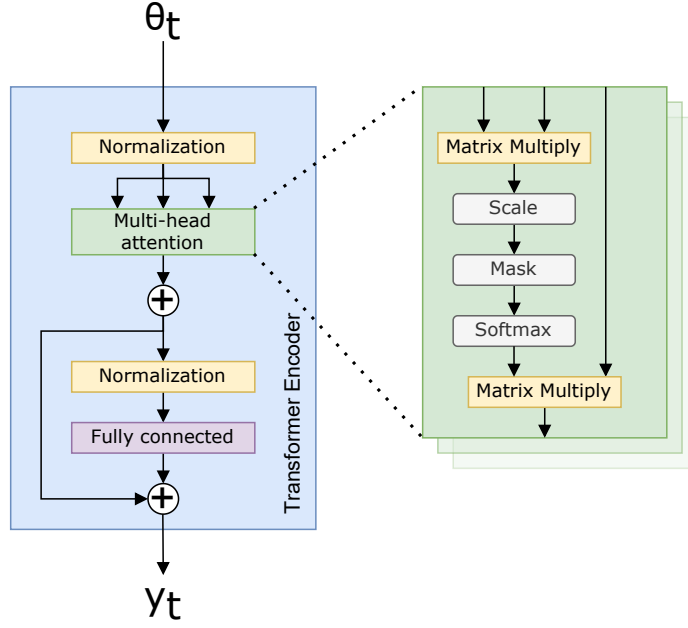 θt
Normalization
Multi-head
attention
+
Normalization
Fully connected
+
Transformer Encoder
yt
Matrix Multiply
Scale
Mask
Softmax
Matrix Multiply